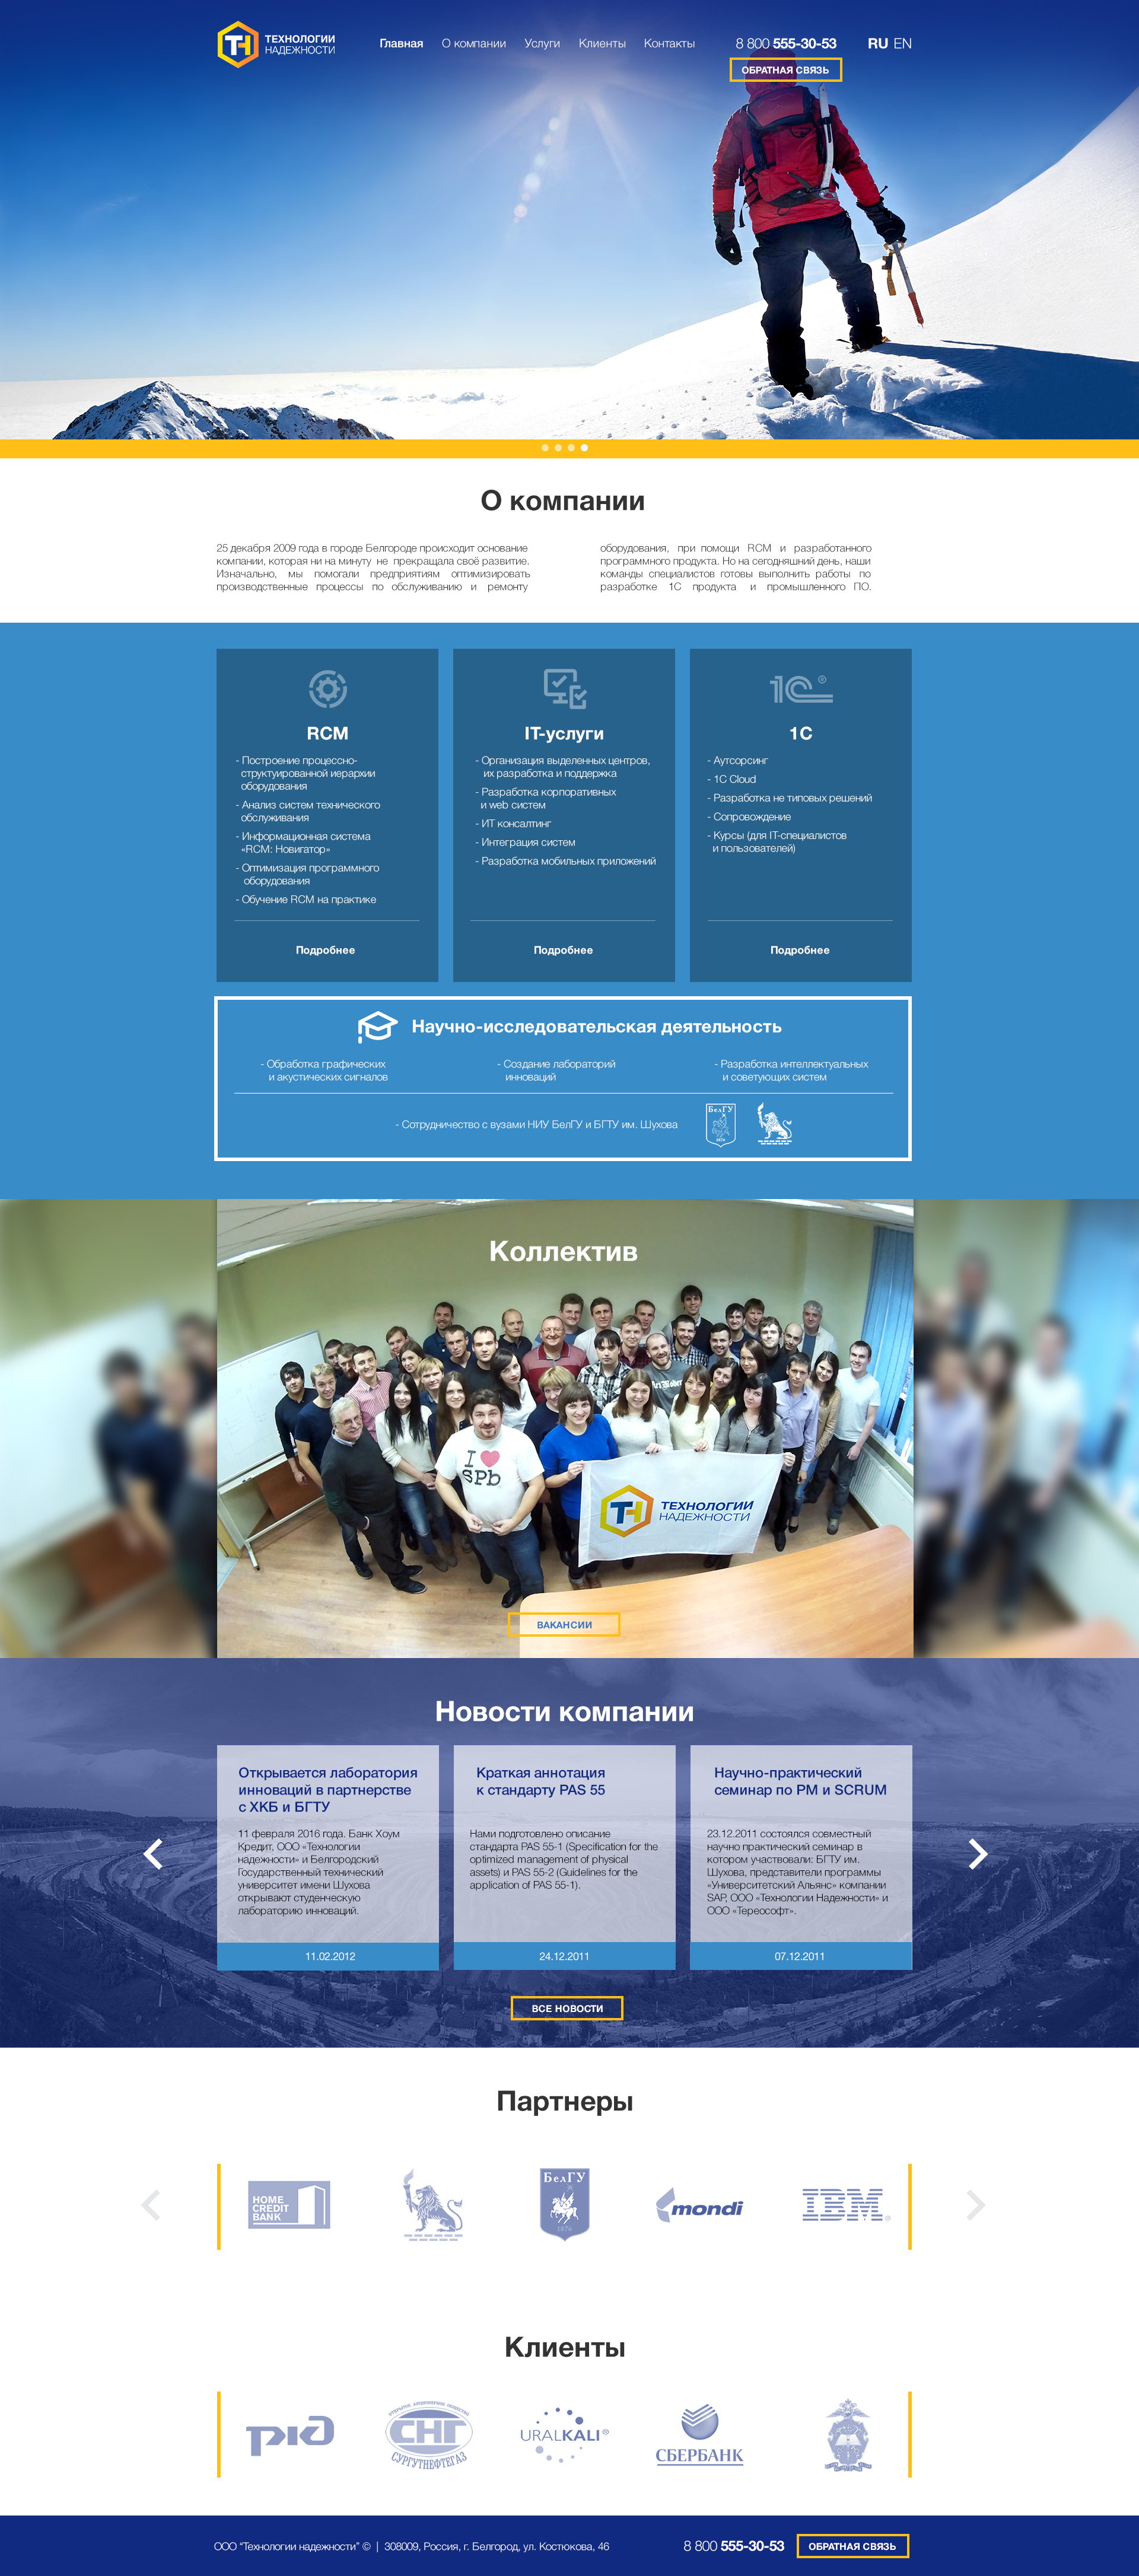 ТЕХНОЛОГИИ
НАДЕЖНОСТИ
Главная О компании Услуги Клиенты Контакты
8 800 555-30-53
RU EN
ОБРАТНАЯ СВЯЗЬ
О компании
25 декабря 2009 года в городе Белгороде происходит основание
компании, которая ни на минуту не прекращала своё развитие.
Изначально, мы помогали предприятиям оптимизировать
производственные процессы по обслуживанию и ремонту
оборудования, при помощи RCM и разработанного
программного продукта. Но на сегодняшний день, наши
команды специалистов готовы выполнить работы по
разработке 1С продукта и промышленного ПО.
RCM
- Построение процессно-
структуированной иерархии
оборудования
- Анализ систем технического
обслуживания
- Информационная система
«RCM: Новигатор»
- Оптимизация программного
оборудования
- Обучение RCM на практике
Подробнее
IT-услуги
- Организация выделенных центров,
их разработка и поддержка
- Разработка корпоративных
и web систем
- ИТ консалтинг
- Интеграция систем
- Разработка мобильных приложений
Подробнее
1C
- Аутсорсинг
- 1C Cloud
- Разработка не типовых решений
- Сопровождение
- Курсы (для IT-специалистов
и пользователей)
Подробнее
Научно-исследовательская деятельность
- Обработка графических
и акустических сигналов
- Создание лабораторий
инноваций
- Разработка интеллектуальных
и советующих систем
- Сотрудничество с вузами НИУ БелГУ и БГТУ им. Шухова
БелГУ
1876
Коллектив
I
Spb
ТН ТЕХНОЛОГИИ
НАДЕЖНОСТИ
ВАКАНСИИ
Новости компании
Открывается лаборатория
инноваций в партнерстве
с ХКБ и БГТУ
11 февраля 2016 года. Банк Хоум
Кредит, ООО «Технологии
надежности» и Белгородский
Государственный технический
университет имени Шухова
открывают студенческую
лабораторию инноваций.
11.02.2012
Краткая аннотация
к стандарту PAS 55
Нами подготовлено описание
стандарта PAS 55-1 (Specification for the
optimized management of physical
assets) и PAS 55-2 (Guidelines for the
application of PAS 55-1).
24.12.2011
Научно-практический
семинар по PM и SCRUM
23.12.2011 состоялся совместный
научно практический семинар в
котором участвовали: БГТУ им.
Шухова, представители программы
«Университетский Альянс» компании
SAP, ООО «Технологии Надежности» и
ООО «Тереософт».
07.12.2011
ВСЕ НОВОСТИ
Партнеры
HOME
CREDIT
BANK
БелГУ
1876
mondi
IBM
Клиенты
ржд
ОТКРЫТОЕ АКЦИОНЕРНОЕ ОБЩЕСТВО
СНГ
СУРГУТНЕФТЕГАЗ
URALKALI®
СБЕРБАНК
ООО "Технологии надежности" © | 308009, Россия, г. Белгород, ул. Костюкова, 46
8 800 555-30-53
ОБРАТНАЯ СВЯЗЬ